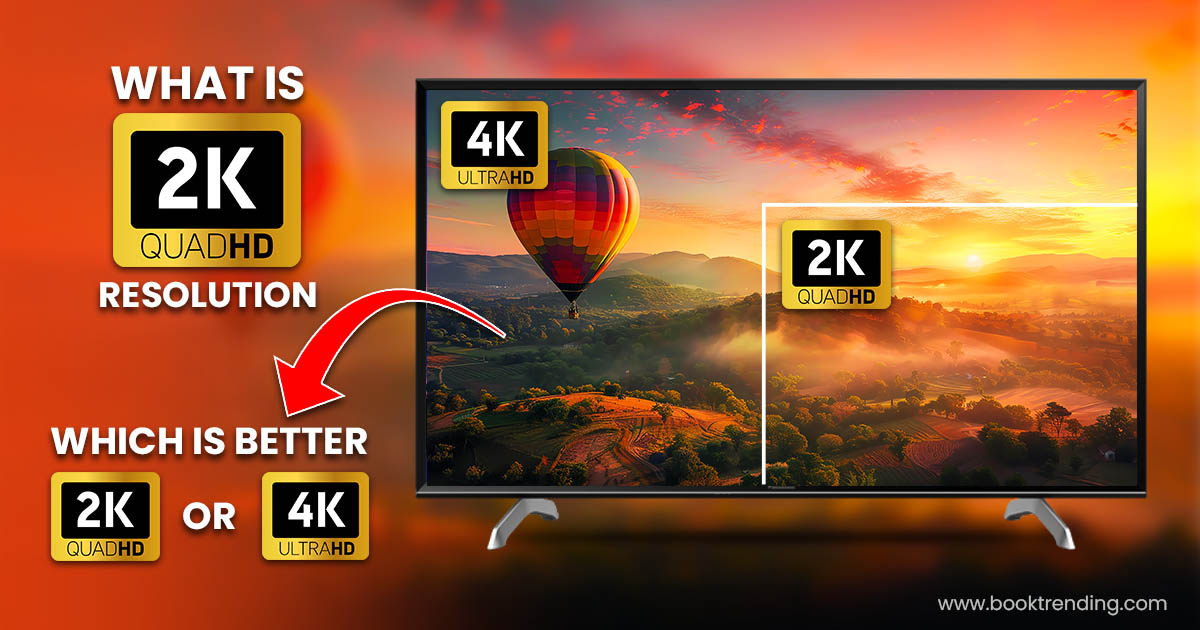 WHAT IS
2K
QUADHD
RESOLUTION
WHICH IS BETTER
2K
QUADHD
OR
4K
ULTRAHD
4K
ULTRAHD
2K
QUADHD
www.booktrending.com